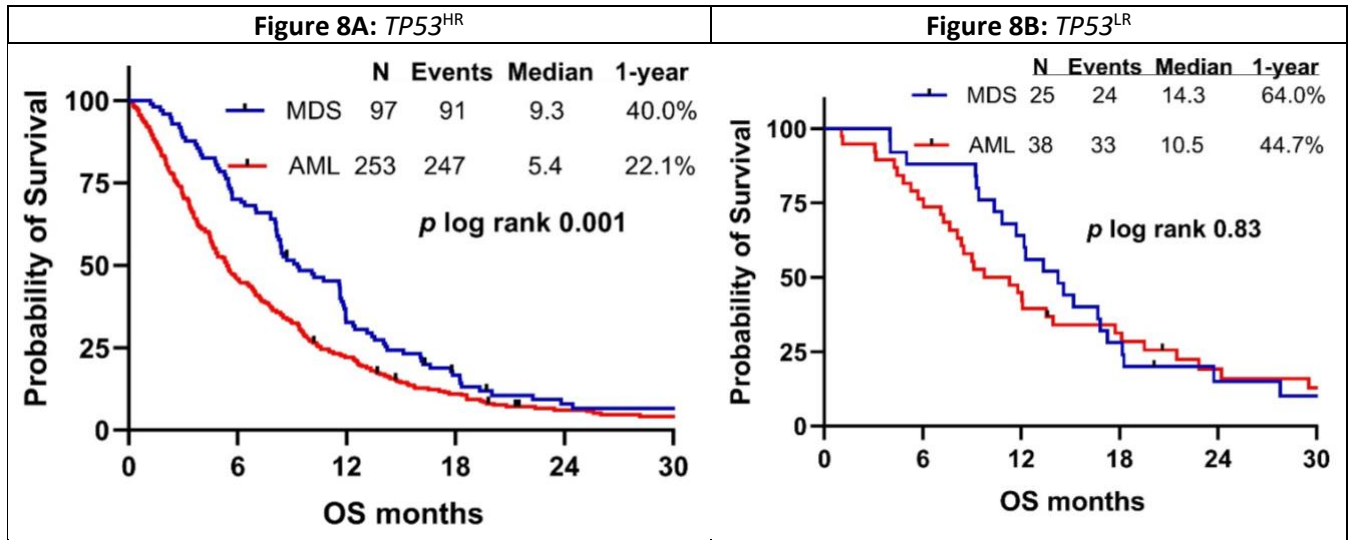 Figure 8A: TP53HR
Figure 8B: TP53LR
N Events Median 1-year
MDS 97 91 9.3 40.0%
AML 253 247 5.4 22.1%
p log rank 0.001
Probability of Survival
100
75
50
25
0
0 6 12 18 24 30
OS months
N Events Median 1-year
MDS 25 24 14.3 64.0%
AML 38 33 10.5 44.7%
p log rank 0.83
Probability of Survival
100
75
50
25
0
0 6 12 18 24 30
OS months